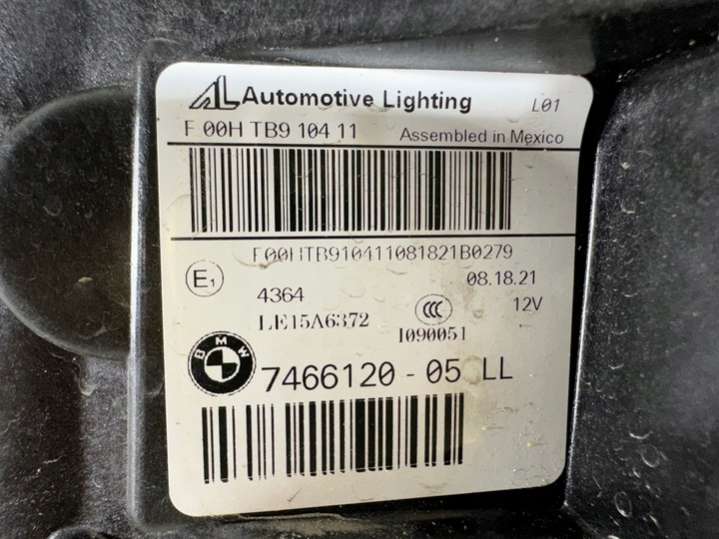 AL Automotive Lighting L01
F 00H TB9 104 11 Assembled in Mexico
F00HTB910411081821B0279
E1 08.18.21
4364 CCC 12V
LE15A6372 1090051
BMW 7466120 - 05 LL